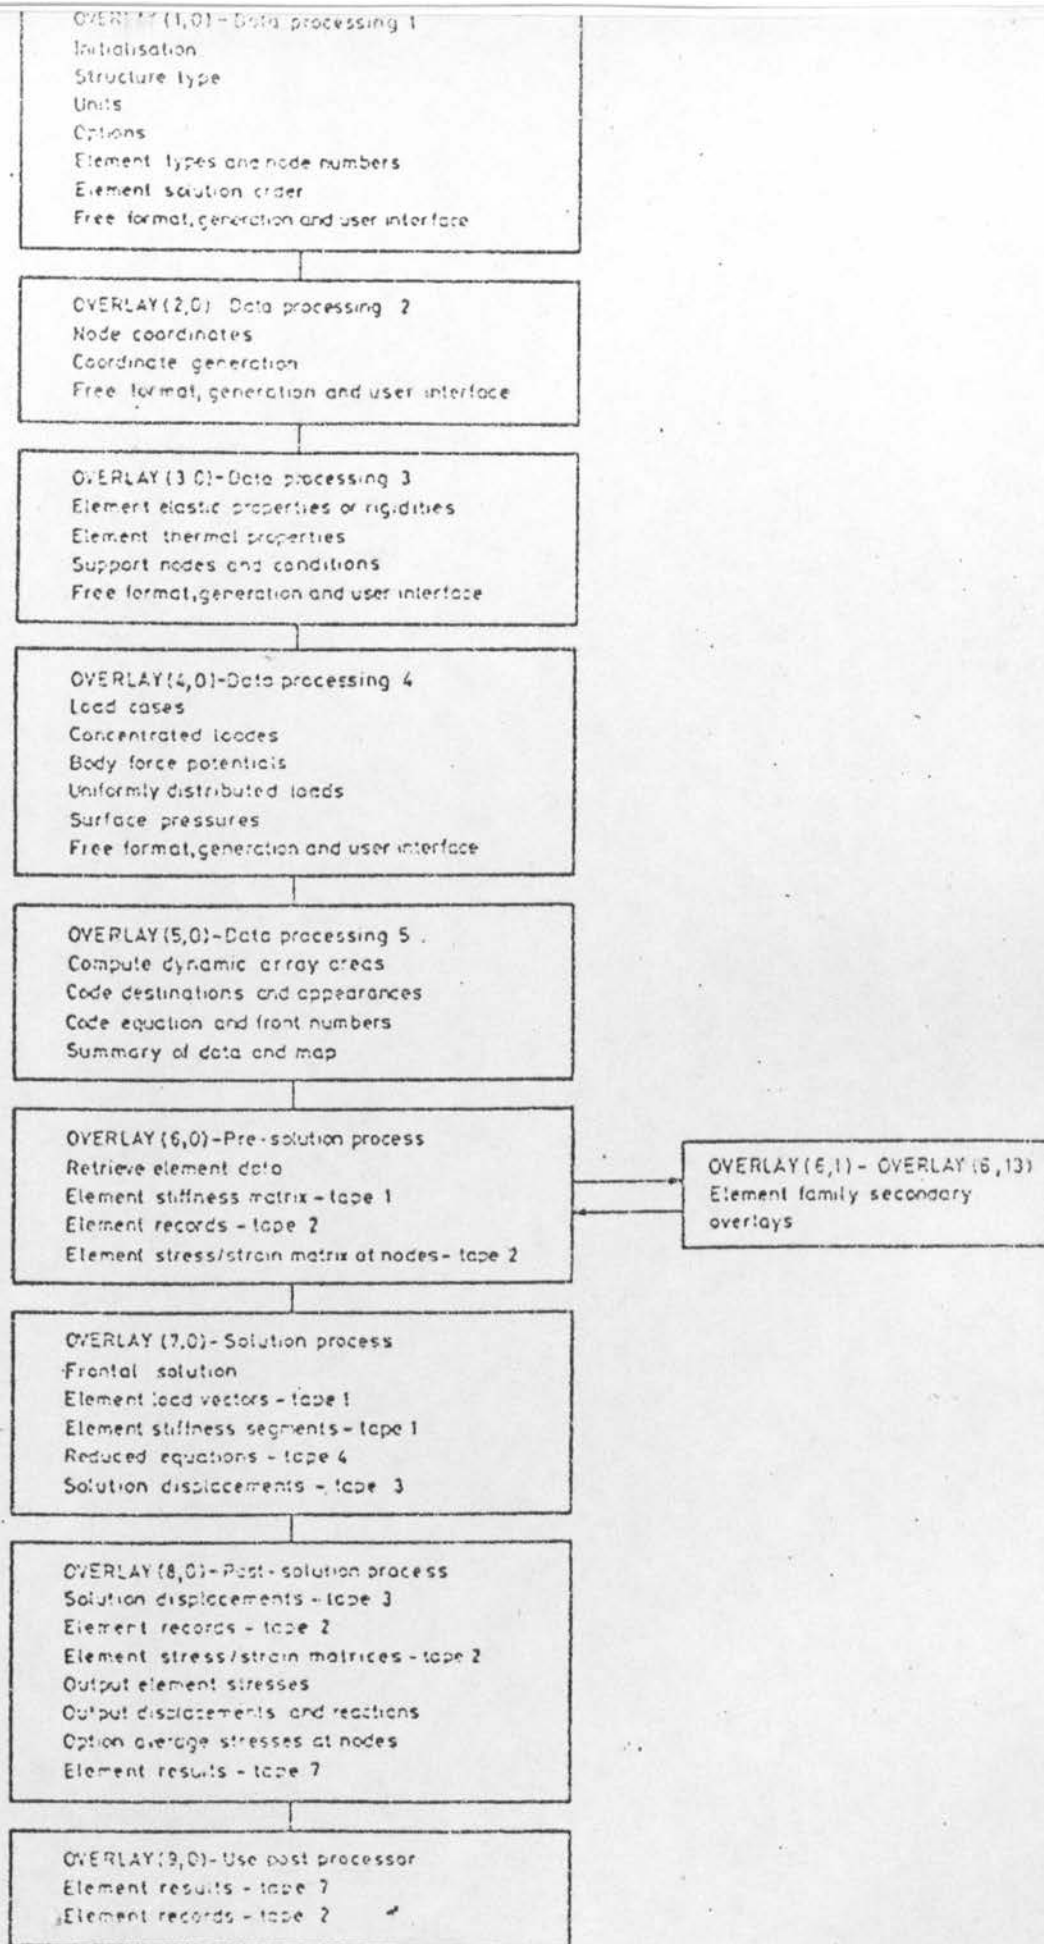 OVERLAY (1,0)-Data processing 1
Initialisation
Structure type
Units
Options
Element types and node numbers
Element solution order
Free format, generation and user interface
OVERLAY (2,0) Data processing 2
Node coordinates
Coordinate generation
Free format, generation and user interface
OVERLAY (3 0)-Data processing 3
Element elastic properties or rigidities
Element thermal properties
Support nodes and conditions
Free format, generation and user interface
OVERLAY (4,0)-Data processing 4
Load cases
Concentrated loades
Body force potentials
Uniformly distributed loads
Surface pressures
Free format, generation and user interface
OVERLAY (5,0)-Data processing 5
Compute dynamic array areas
Code destinations and appearances
Code equation and front numbers
Summary of data and map
OVERLAY (6,0)-Pre-solution process
Retrieve element data
Element stiffness matrix - tape 1
Element records - tape 2
Element stress/strain matrix at nodes - tape 2
OVERLAY (6,1) - OVERLAY (6,13)
Element family secondary
overlays
OVERLAY (7,0)-Solution process
Frontal solution
Element load vectors - tape 1
Element stiffness segments - tape 1
Reduced equations - tape 4
Solution displacements - tape 3
OVERLAY (8,0)-Post-solution process
Solution displacements - tape 3
Element records - tape 2
Element stress/strain matrices - tape 2
Output element stresses
Output displacements and reactions
Option average stresses at nodes
Element results - tape 7
OVERLAY (9,0)-Use post processor
Element results - tape 7
Element records - tape 2